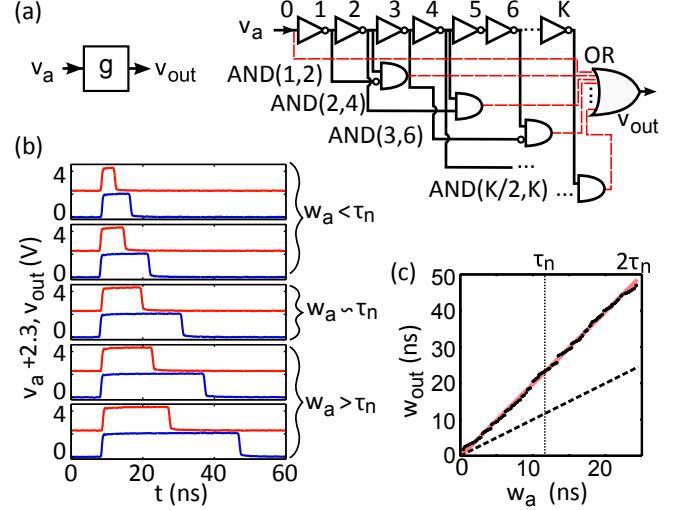 (a)
0 1 2 3 4 5 6 K
v_a
OR
v_a g v_out
AND(1,2)
AND(2,4)
AND(3,6)
AND(K/2,K)
...
...
...
v_out
(b)
v_a +2.3, v_out (V)
4
0
4
0
4
0
4
0
4
0
w_a < τ_n
w_a ~ τ_n
w_a > τ_n
0 20 40 60
t (ns)
(c)
τ_n 2τ_n
w_out (ns)
50
40
30
20
10
0
0 10 20
w_a (ns)